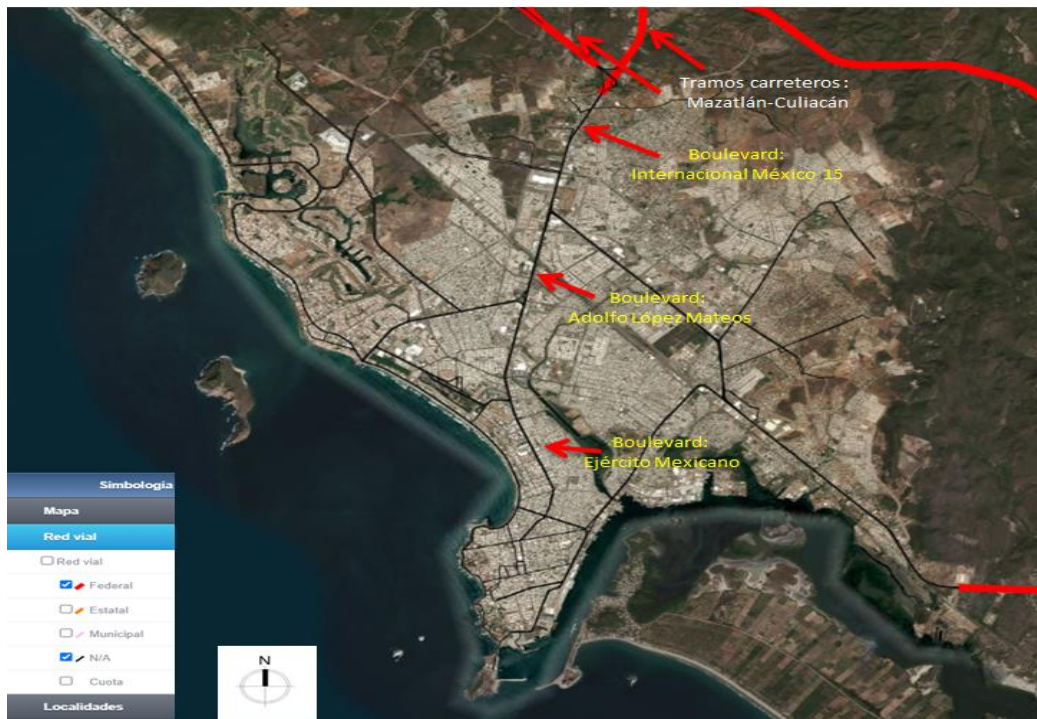 Tramos carreteros:
Mazatlán-Culiacán
Boulevard:
Internacional México 15
Boulevard:
Adolfo López Mateos
Boulevard:
Ejército Mexicano
Simbología
Mapa
Red vial
Red vial
Federal
Estatal
Municipal
N/A
Cuota
Localidades
N